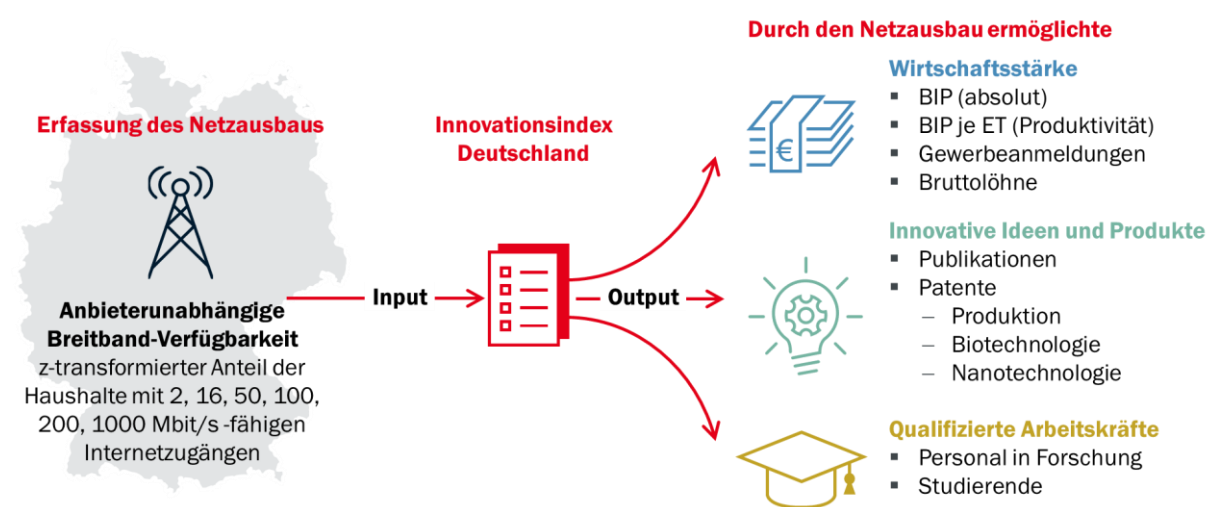 Erfassung des Netzausbaus
Anbieterunabhängige
Breitband-Verfügbarkeit
z-transformierter Anteil der
Haushalte mit 2, 16, 50, 100,
200, 1000 Mbit/s -fähigen
Internetzugängen
Input
Innovationsindex
Deutschland
Output
Durch den Netzausbau ermöglichte
Wirtschaftsstärke
▪ BIP (absolut)
▪ BIP je ET (Produktivität)
▪ Gewerbeanmeldungen
▪ Bruttolöhne
€
Innovative Ideen und Produkte
▪ Publikationen
▪ Patente
– Produktion
– Biotechnologie
– Nanotechnologie
Qualifizierte Arbeitskräfte
▪ Personal in Forschung
▪ Studierende